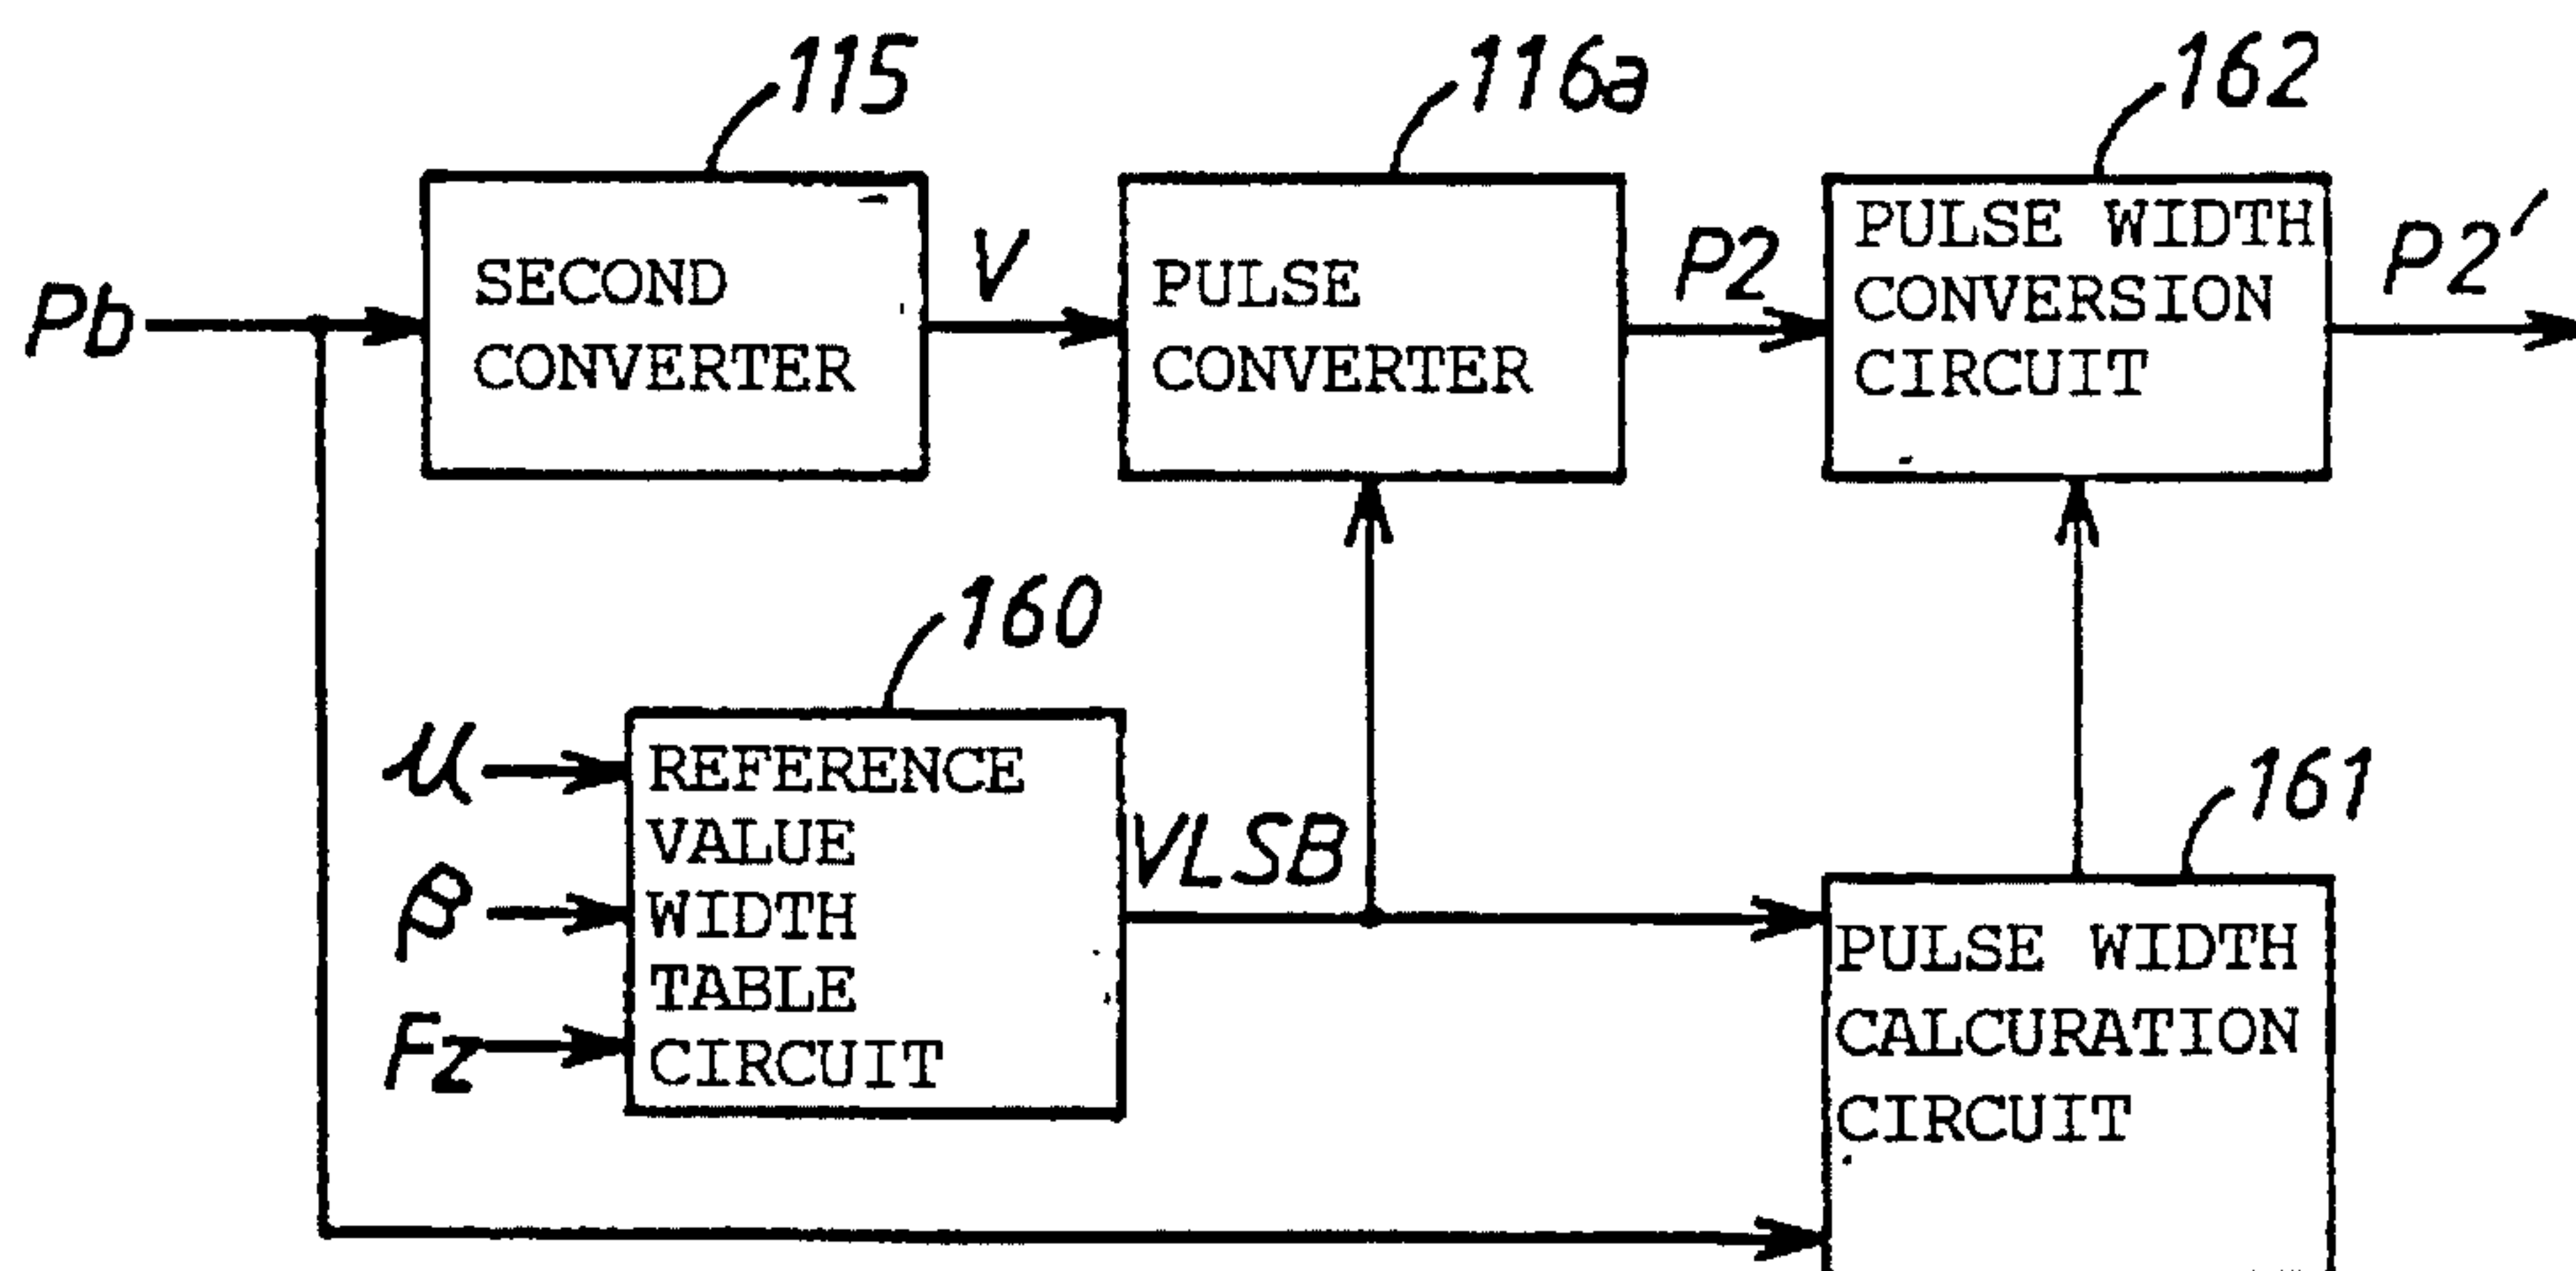 115
116a
162
Pb
SECOND
CONVERTER
V
PULSE
CONVERTER
P2
PULSE WIDTH
CONVERSION
CIRCUIT
P2'
160
μ
β
Fz
REFERENCE
VALUE
WIDTH
TABLE
CIRCUIT
VLSB
161
PULSE WIDTH
CALCURATION
CIRCUIT